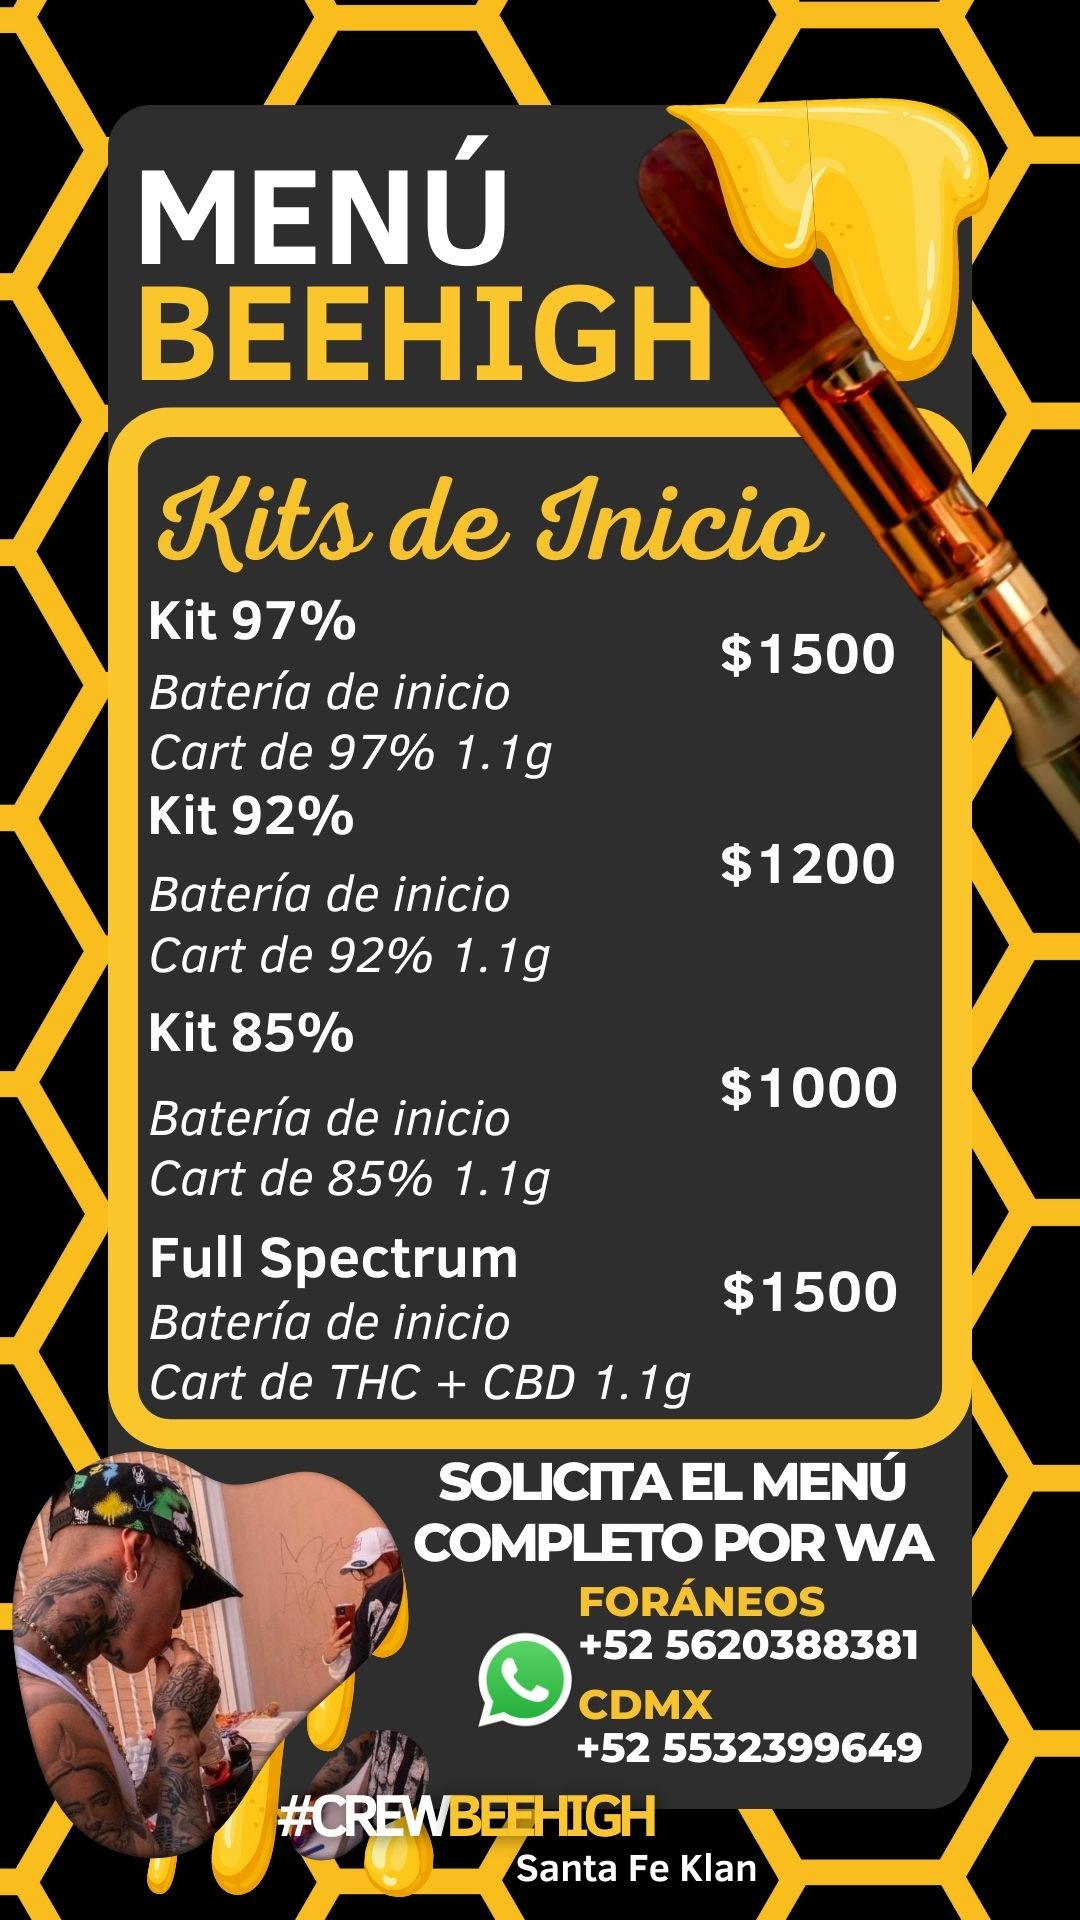 MENÚ
BEEHIGH
Kits de Inicio
Kit 97%
$1500
Batería de inicio
Cart de 97% 1.1g
Kit 92%
$1200
Batería de inicio
Cart de 92% 1.1g
Kit 85%
$1000
Batería de inicio
Cart de 85% 1.1g
Full Spectrum
$1500
Batería de inicio
Cart de THC + CBD 1.1g
SOLICITA EL MENÚ
COMPLETO POR WA
FORÁNEOS
+52 5620388381
CDMX
+52 5532399649
#CREWBEEHIGH
Santa Fe Klan